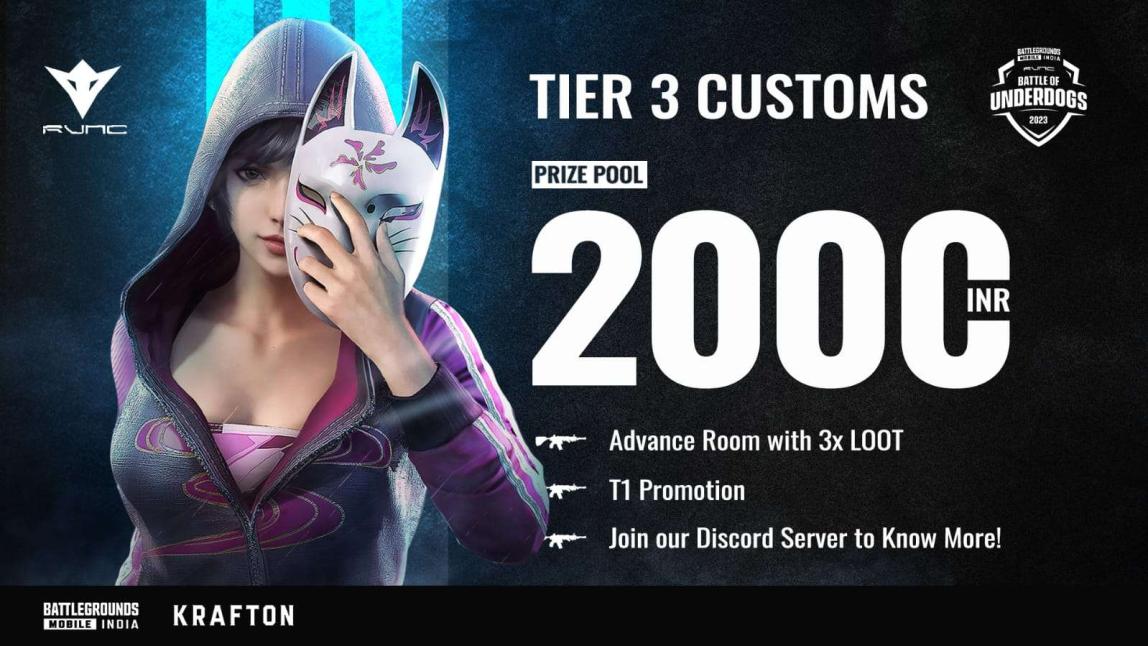 RVNC
TIER 3 CUSTOMS
BATTLEGROUNDS
MOBILE INDIA
RVNC
BATTLE OF
UNDERDOGS
2023
PRIZE POOL
2000
INR
Advance Room with 3x LOOT
T1 Promotion
Join our Discord Server to Know More!
BATTLEGROUNDS
MOBILE INDIA
KRAFTON